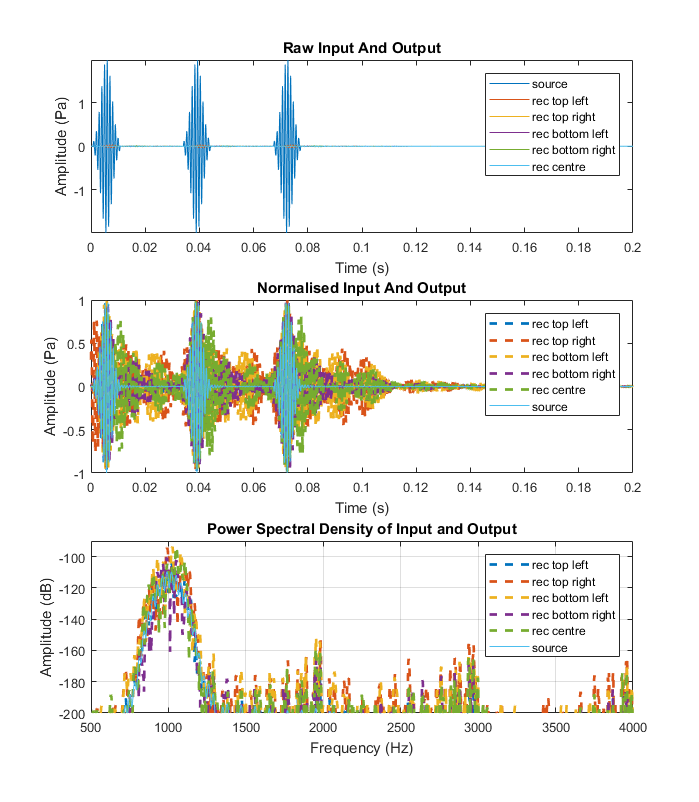 Raw Input And Output
Amplitude (Pa)
1
0
-1
source
rec top left
rec top right
rec bottom left
rec bottom right
rec centre
0 0.02 0.04 0.06 0.08 0.1 0.12 0.14 0.16 0.18 0.2
Time (s)
Normalised Input And Output
Amplitude (Pa)
1
0.5
0
-0.5
-1
rec top left
rec top right
rec bottom left
rec bottom right
rec centre
source
0 0.02 0.04 0.06 0.08 0.1 0.12 0.14 0.16 0.18 0.2
Time (s)
Power Spectral Density of Input and Output
Amplitude (dB)
-100
-120
-140
-160
-180
-200
rec top left
rec top right
rec bottom left
rec bottom right
rec centre
source
500 1000 1500 2000 2500 3000 3500 4000
Frequency (Hz)